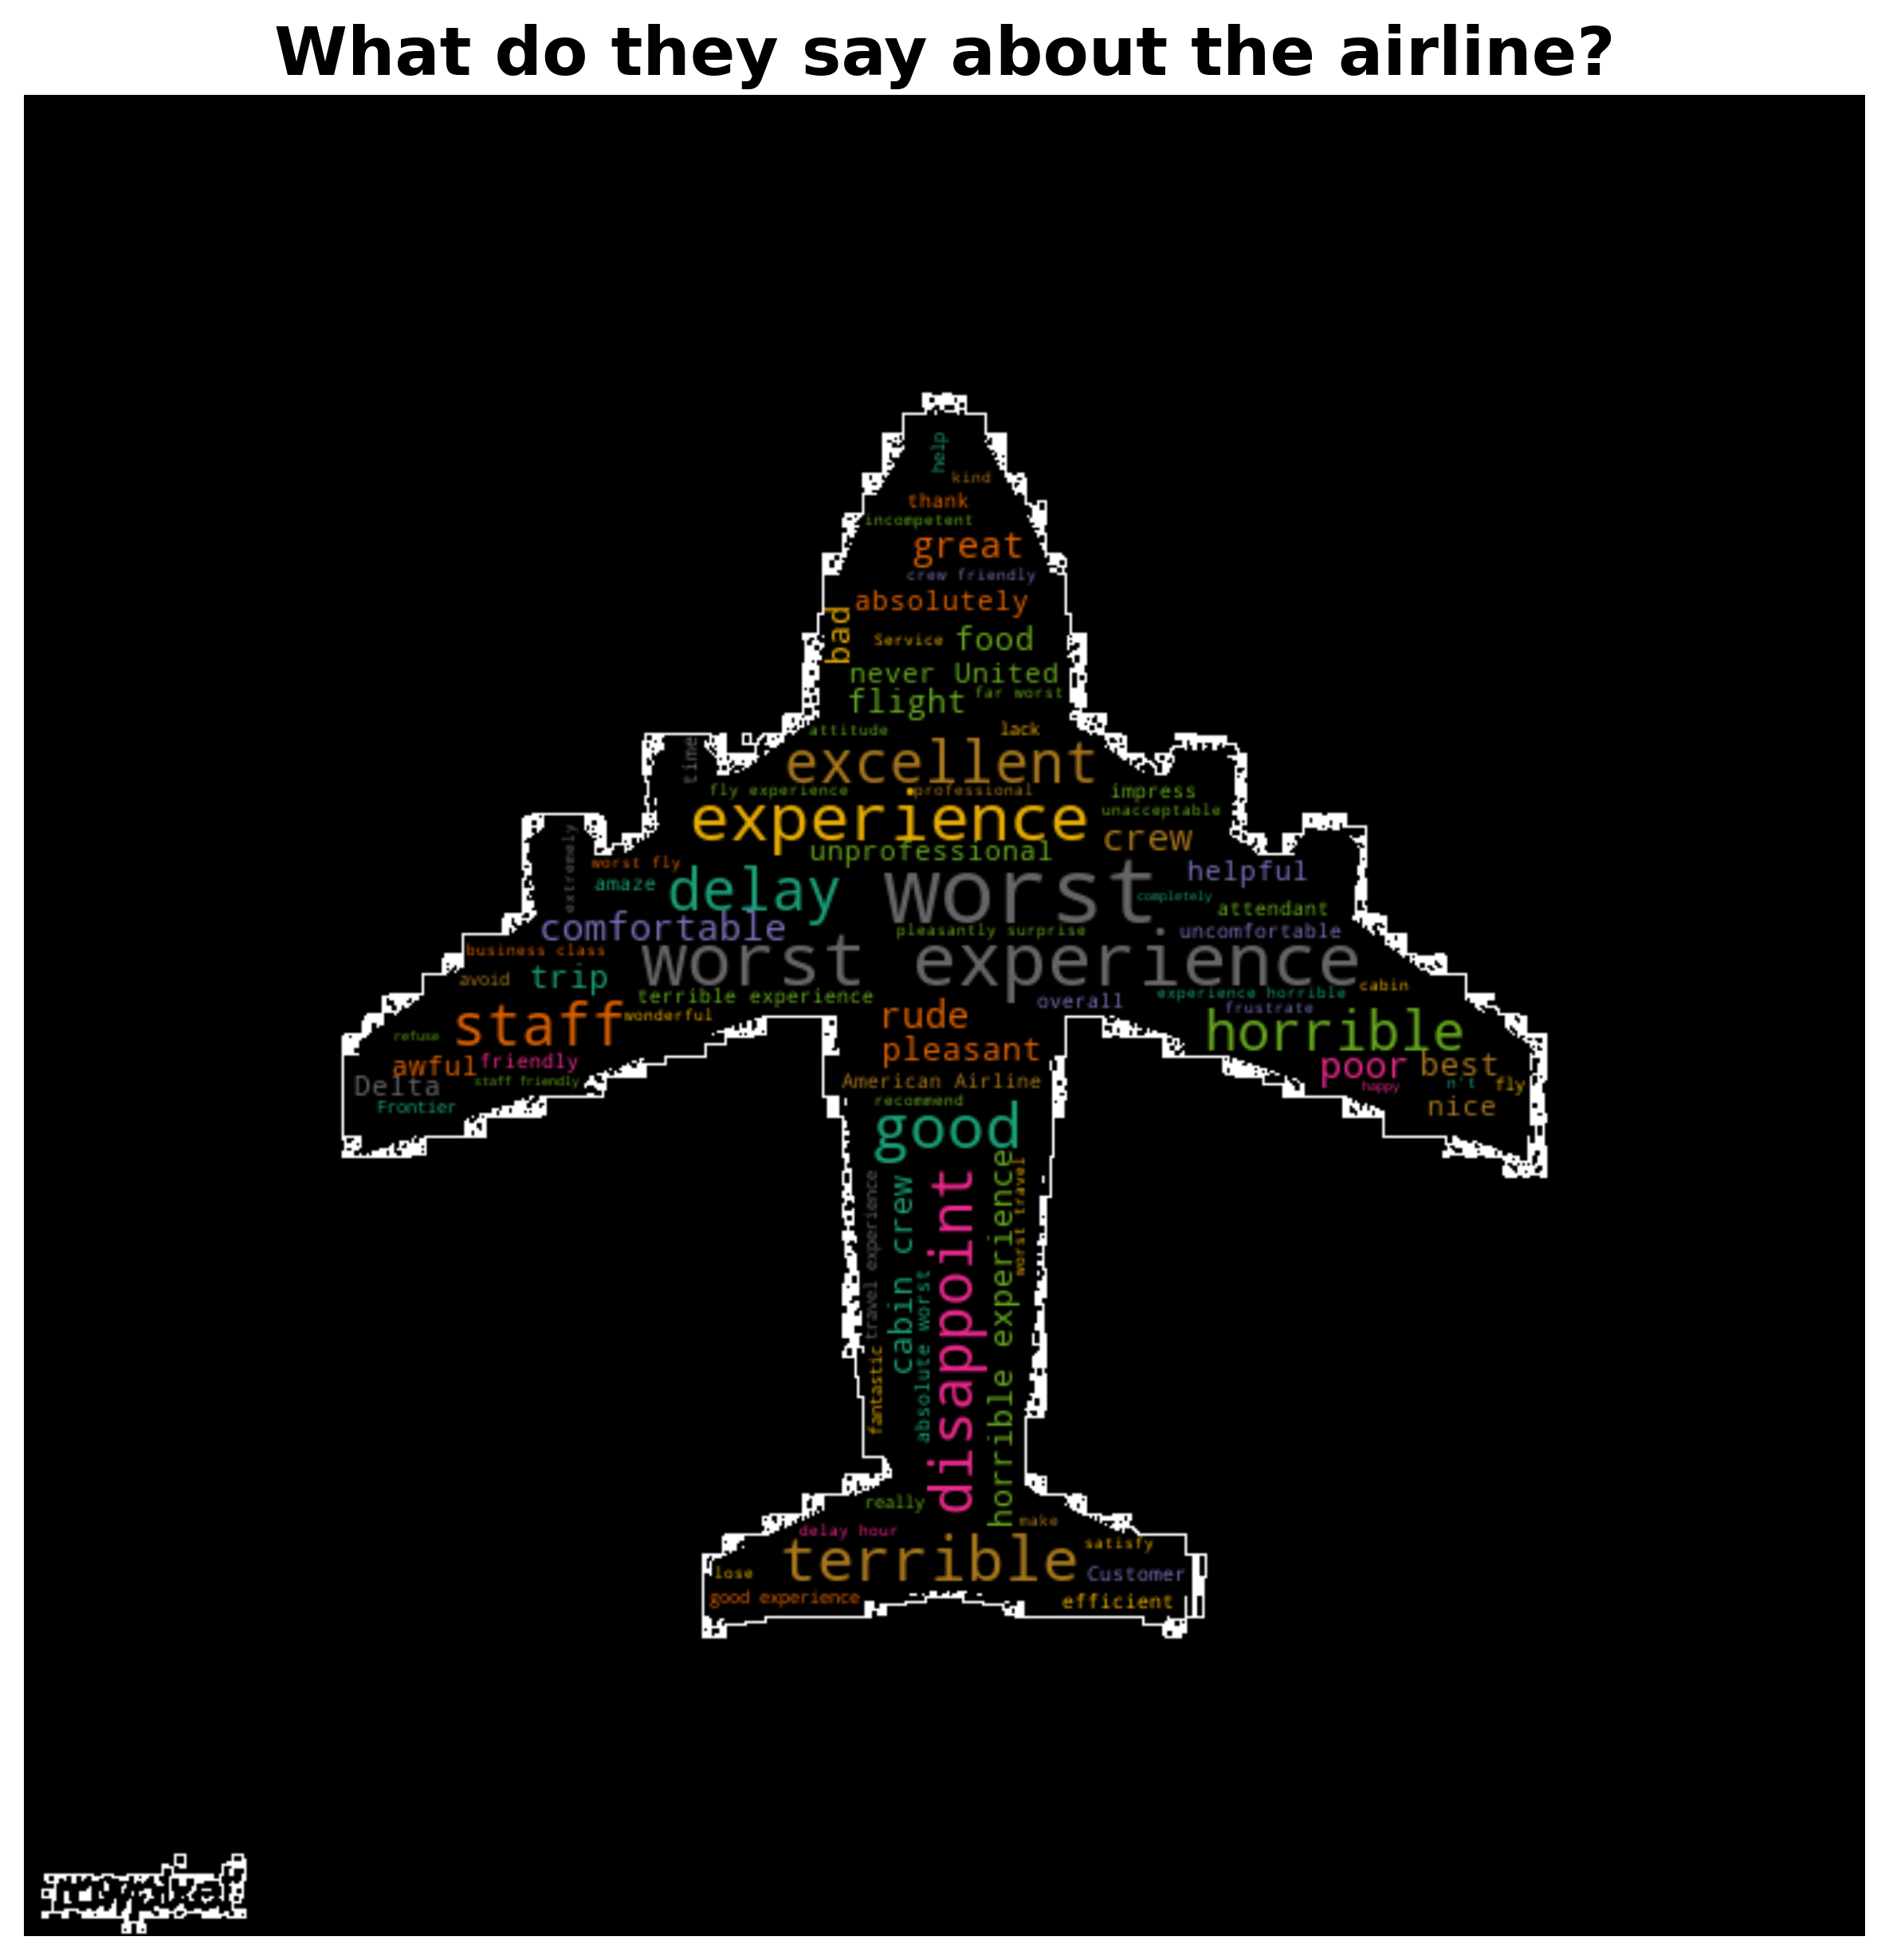 What do they say about the airline?
help
kind
thank
incompetent
great
crew friendly
absolutely
bad
Service
food
never United
flight
far worst
attitude
lack
time
excellent
fly experience
professional
impress
experience
unacceptable
crew
extremely
unprofessional
worst fly
helpful
amaze
delay
worst
completely
attendant
comfortable
pleasantly surprise
uncomfortable
business class
worst experience
avoid
trip
cabin
terrible experience
overall
experience horrible
frustrate
staff
wonderful
rude
horrible
refuse
pleasant
awful
friendly
poor
best
Delta
staff friendly
American Airline
happy
n't
fly
Frontier
recommend
nice
good
travel experience
cabin crew
disappoint
horrible experience
worst travel
absolute worst
fantastic
really
make
delay hour
terrible
satisfy
lose
Customer
good experience
efficient